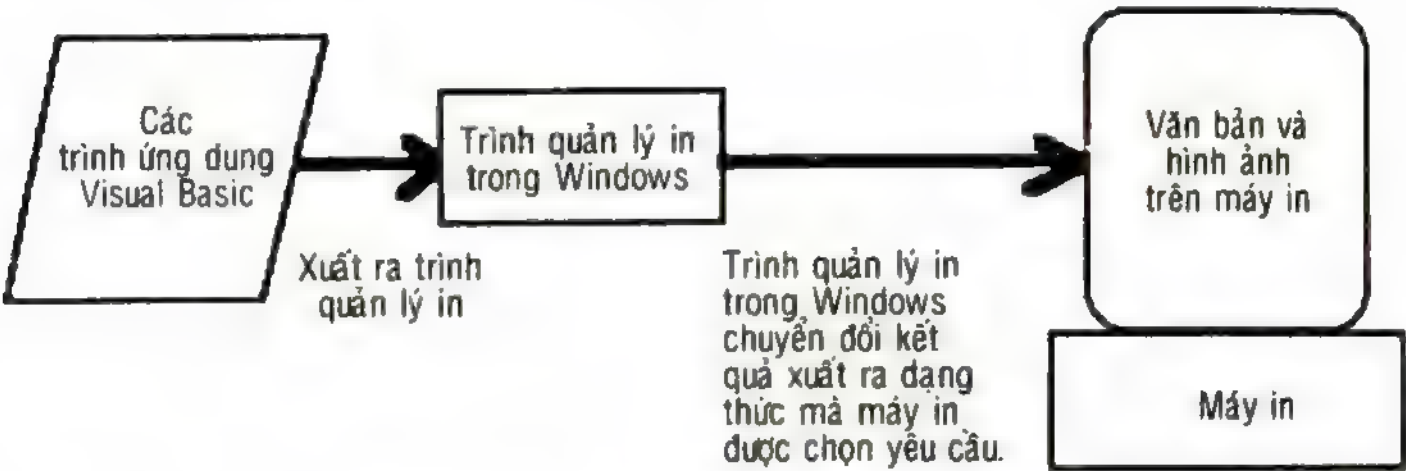 Các
trình ứng dung
Visual Basic
Xuất ra trình
quản lý in
Trình quản lý in
trong Windows
Trình quản lý in
trong Windows
chuyển đổi kết
quả xuất ra dạng
thức mà máy in
được chọn yêu cầu.
Văn bản và
hình ảnh
trên máy in
Máy in